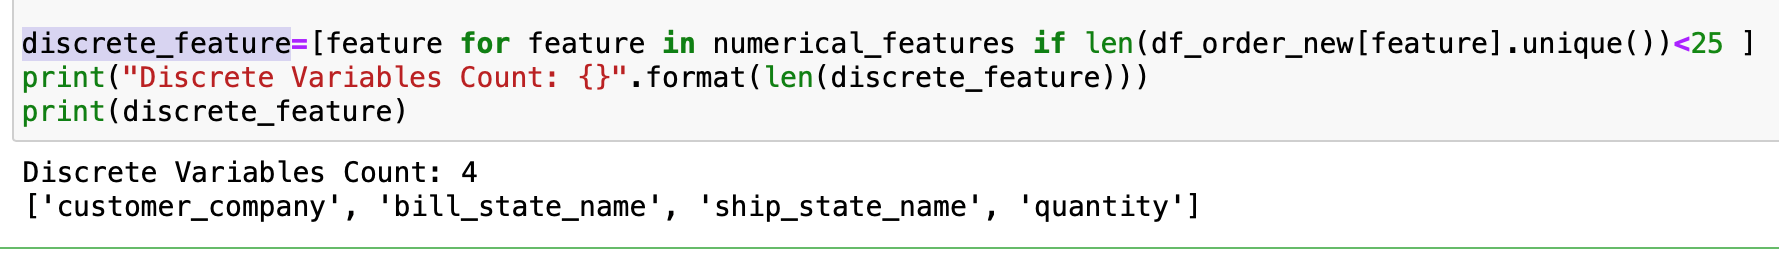 discrete_feature=[feature for feature in numerical_features if len(df_order_new[feature].unique())<25 ]
print("Discrete Variables Count: {}".format(len(discrete_feature)))
print(discrete_feature)
Discrete Variables Count: 4
['customer_company', 'bill_state_name', 'ship_state_name', 'quantity']